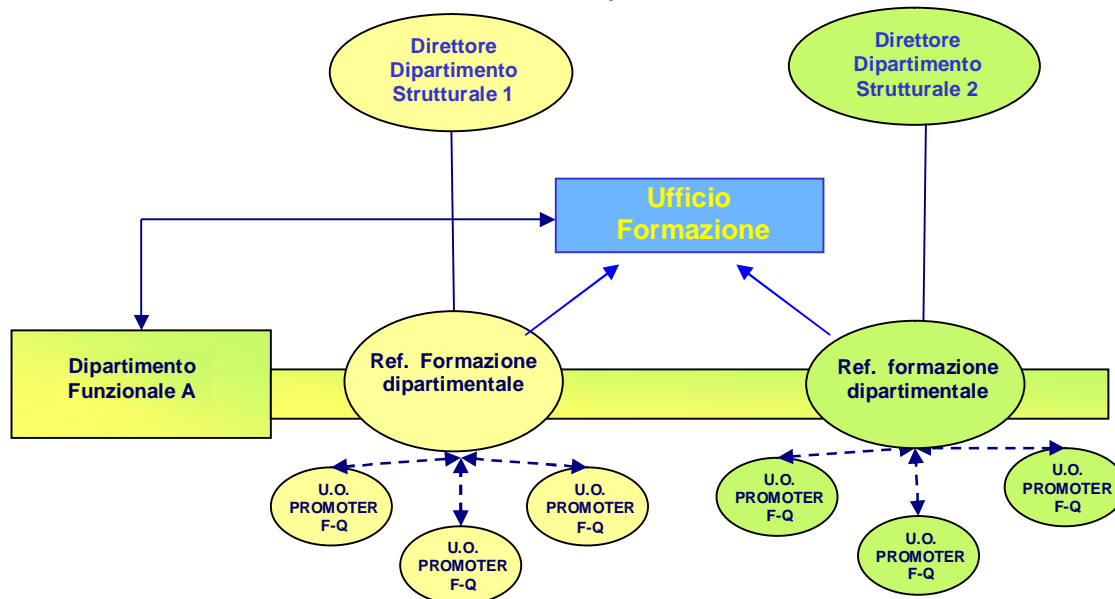 Direttore
Dipartimento
Strutturale 1
Direttore
Dipartimento
Strutturale 2
Ufficio
Formazione
Dipartimento
Funzionale A
Ref. Formazione
dipartimentale
Ref. formazione
dipartimentale
U.O.
PROMOTER
F-Q
U.O.
PROMOTER
F-Q
U.O.
PROMOTER
F-Q
U.O.
PROMOTER
F-Q
U.O.
PROMOTER
F-Q
U.O.
PROMOTER
F-Q